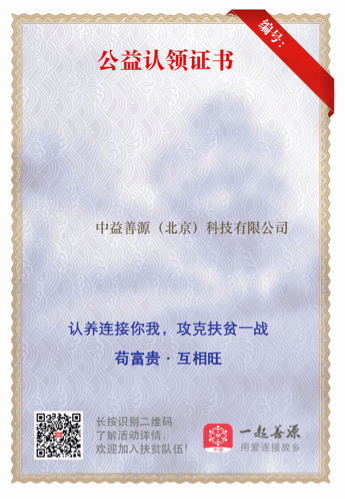 编号：
公益认领证书
中益善源（北京）科技有限公司
认养连接你我，攻克扶贫一战
苟富贵·互相旺
长按识别二维码
了解活动详情，
欢迎加入扶贫队伍！
一起善源
用爱连接故乡